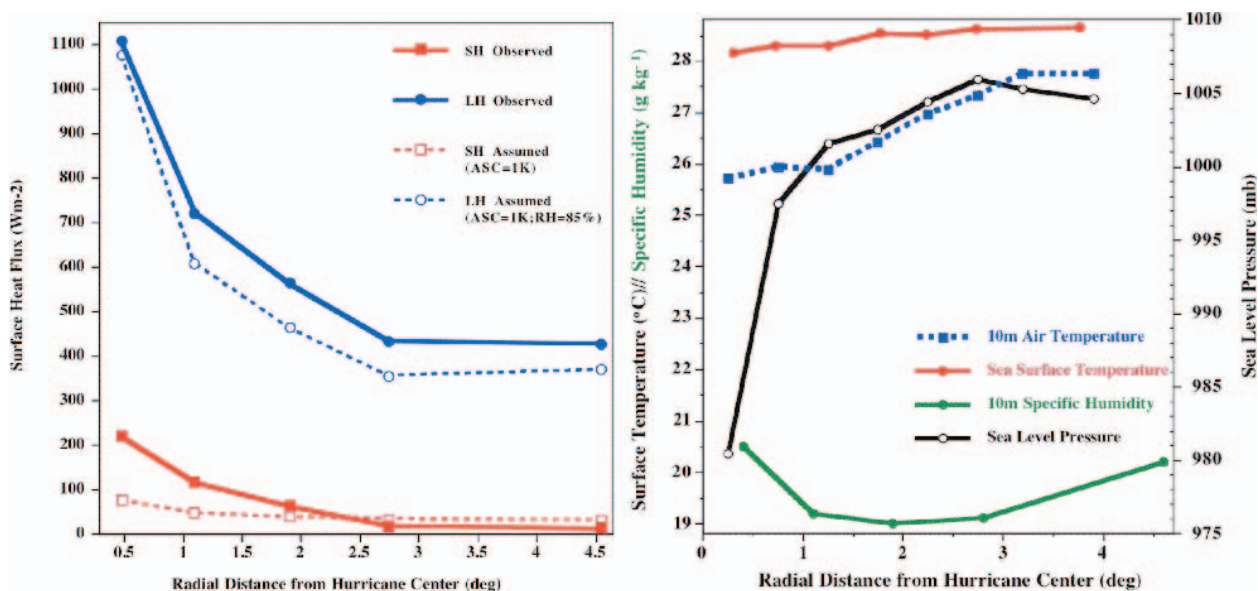 1100
1000
900
800
700
600
500
400
300
200
100
0
Surface Heat Flux (Wm-2)
SH Observed
LH Observed
SH Assumed
(ASC=1K)
LH Assumed
(ASC=1K;RH=85%)
0.5 1 1.5 2 2.5 3 3.5 4 4.5
Radial Distance from Hurricane Center (deg)
28
27
26
25
24
23
22
21
20
19
Surface Temperature (°C)// Specific Humidity (g kg⁻¹)
10m Air Temperature
Sea Surface Temperature
10m Specific Humidity
Sea Level Pressure
1010
1005
1000
995
990
985
980
975
Sea Level Pressure (mb)
0 1 2 3 4
Radial Distance from Hurricane Center (deg)